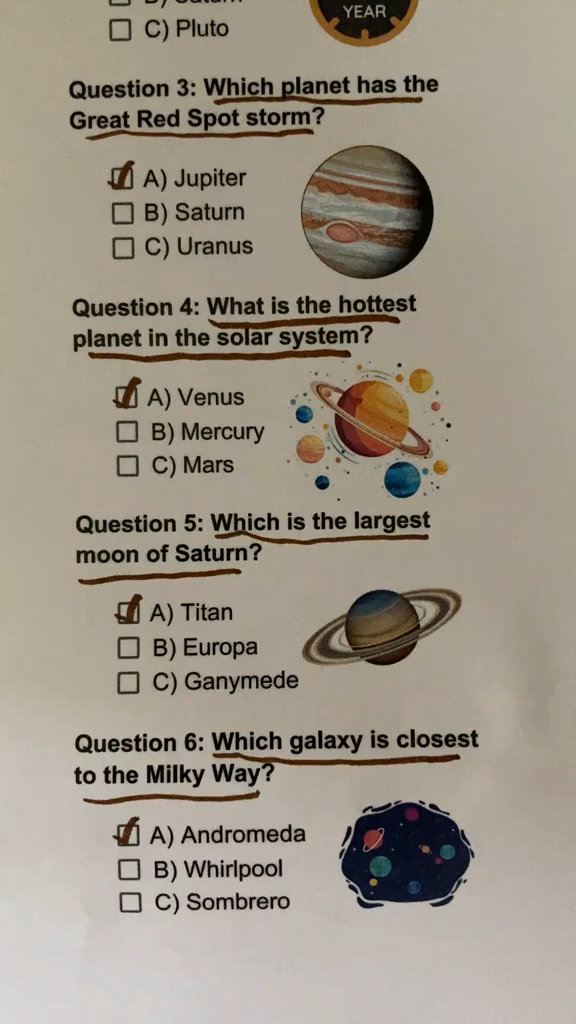 YEAR
C) Pluto
Question 3: Which planet has the
Great Red Spot storm?
A) Jupiter
B) Saturn
C) Uranus
Question 4: What is the hottest
planet in the solar system?
A) Venus
B) Mercury
C) Mars
Question 5: Which is the largest
moon of Saturn?
A) Titan
B) Europa
C) Ganymede
Question 6: Which galaxy is closest
to the Milky Way?
A) Andromeda
B) Whirlpool
C) Sombrero